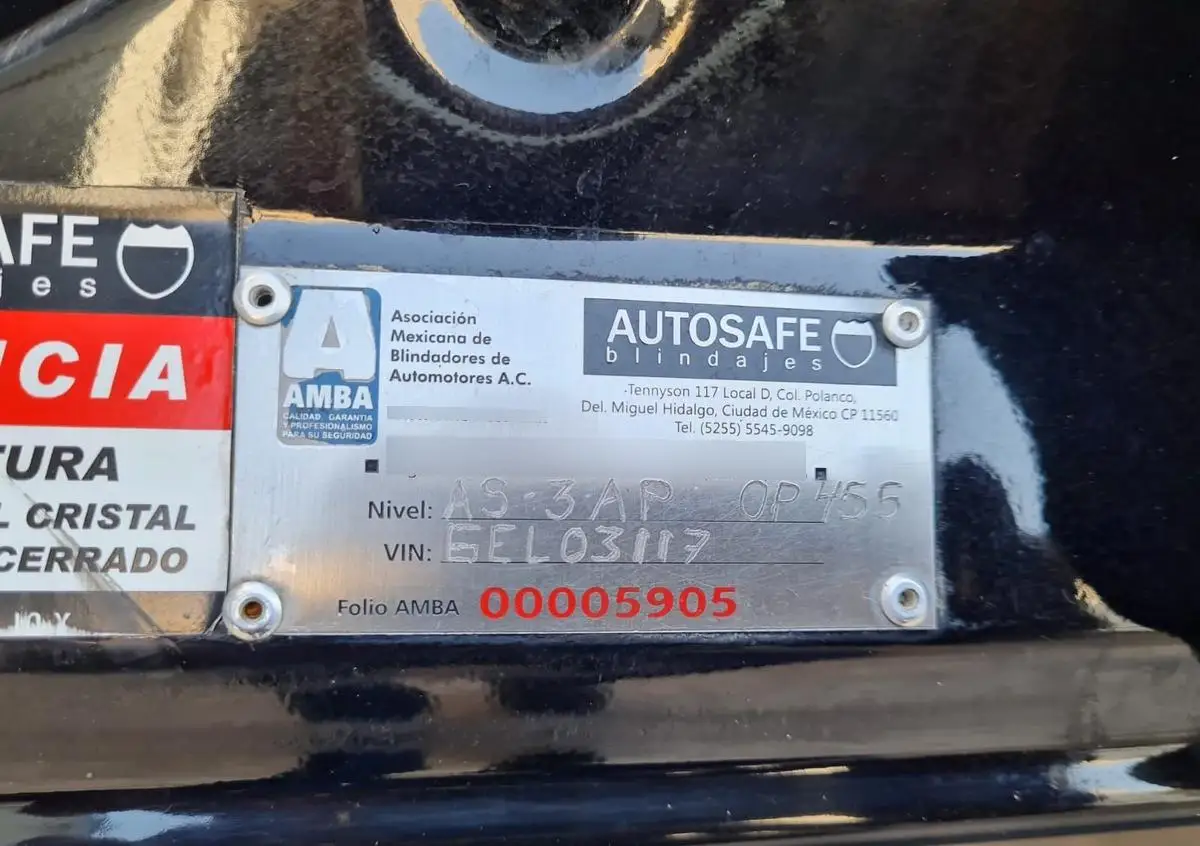 AFE
jes
CIA
TURA
L CRISTAL
CERRADO
A
AMBA
CALIDAD, GARANTIA
Y PROFESIONALISMO
PARA SU SEGURIDAD
Asociación
Mexicana de
Blindadores de
Automotores A.C.
AUTOSAFE
blindajes
Tennyson 117 Local D, Col. Polanco,
Del. Miguel Hidalgo, Ciudad de México CP 11560
Tel. (5255) 5545-9098
Nivel: AS-3AP OP455
VIN: GEL03117
Folio AMBA 00005905